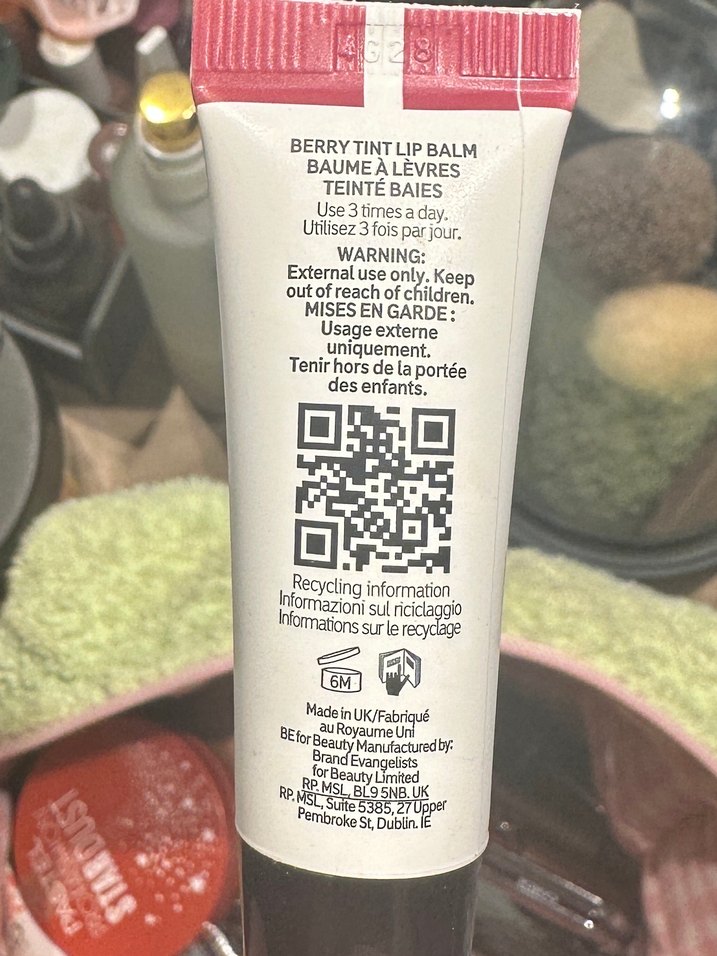 4G28
BERRY TINT LIP BALM
BAUME À LÈVRES
TEINTÉ BAIES
Use 3 times a day.
Utilisez 3 fois par jour.
WARNING:
External use only. Keep
out of reach of children.
MISES EN GARDE :
Usage externe
uniquement.
Tenir hors de la portée
des enfants.
Recycling information
Informazioni sul riciclaggio
Informations sur le recyclage
6M
Made in UK/Fabriqué
au Royaume Uni
BE for Beauty Manufactured by:
Brand Evangelists
for Beauty Limited
RP. MSL, BL9 5NB. UK
RP. MSL, Suite 5385, 27 Upper
Pembroke St, Dublin. IE
PASTEL
STARDUST